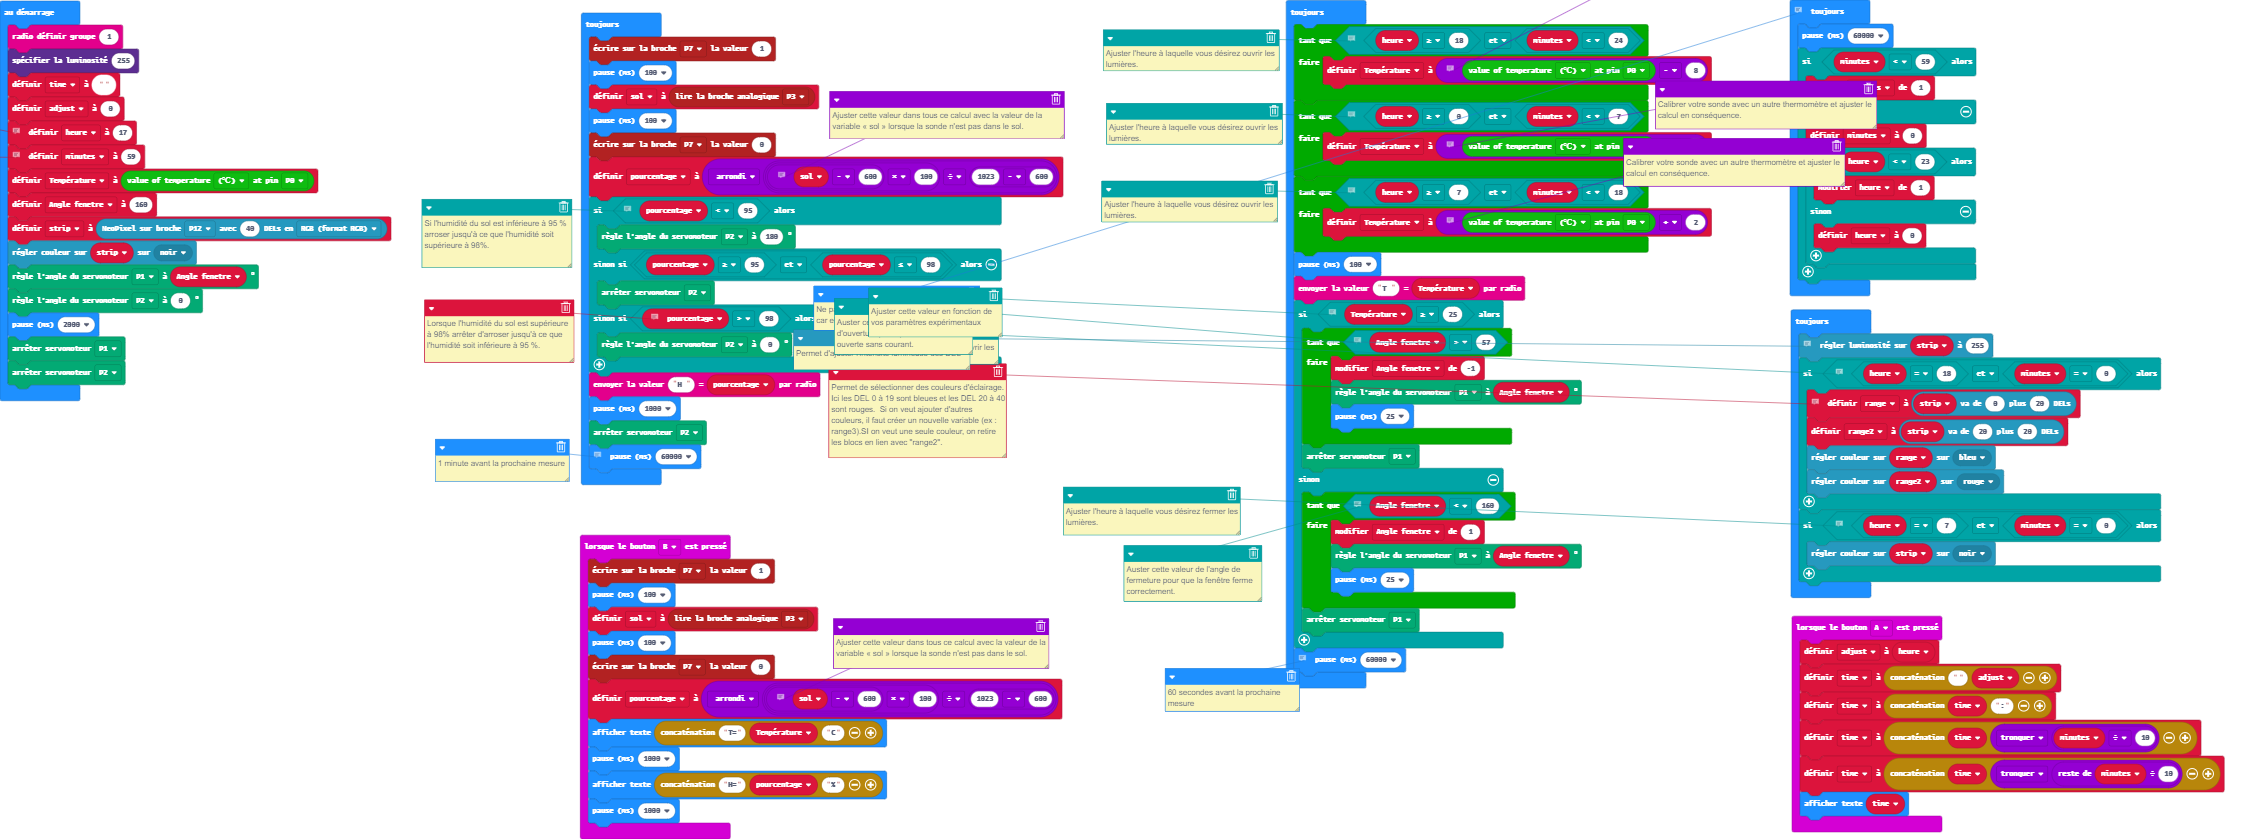 au démarrage
radio définir groupe 1
spécifier la luminosité 255
définir time à " "
définir adjust à 0
définir heure à 17
définir minutes à 59
définir Température à value of temperature (°C) at pin P0
définir Angle fenetre à 160
définir strip à NeoPixel sur broche P12 avec 40 DELs en RGB (format RGB)
régler couleur sur strip sur noir
règle l'angle du servomoteur P1 à Angle fenetre °
règle l'angle du servomoteur P2 à 0 °
pause (ms) 2000
arrêter servomoteur P1
arrêter servomoteur P2
Si l'humidité du sol est inférieure à 95 %
arroser jusqu'à ce que l'humidité soit
supérieure à 98%.
Lorsque l'humidité du sol est supérieure
à 98% arrêter d'arroser jusqu'à ce que
l'humidité soit inférieure à 95 %.
1 minute avant la prochaine mesure
toujours
écrire sur la broche P7 la valeur 1
pause (ms) 100
définir sol à lire la broche analogique P3
pause (ms) 100
écrire sur la broche P7 la valeur 0
définir pourcentage à arrondi sol - 600 × 100 ÷ 1023 - 600
si pourcentage < 95 alors
règle l'angle du servomoteur P2 à 180 °
sinon si pourcentage ≥ 95 et pourcentage ≤ 98 alors
arrêter servomoteur P2
sinon si pourcentage > 98 alors
règle l'angle du servomoteur P2 à 0 °
envoyer la valeur "H " = pourcentage par radio
pause (ms) 1000
arrêter servomoteur P2
pause (ms) 60000
Ajuster cette valeur dans tous ce calcul avec la valeur de la
variable « sol » lorsque la sonde n'est pas dans le sol.
Ajuster cette valeur en fonction de
vos paramètres expérimentaux
ouverte sans courant.
Permet de sélectionner des couleurs d'éclairage.
Ici les DEL 0 à 19 sont bleues et les DEL 20 à 40
sont rouges. Si on veut ajouter d'autres
couleurs, il faut créer un nouvelle variable (ex :
range3).SI on veut une seule couleur, on retire
les blocs en lien avec "range2".
lorsque le bouton B est pressé
écrire sur la broche P7 la valeur 1
pause (ms) 100
définir sol à lire la broche analogique P3
pause (ms) 100
écrire sur la broche P7 la valeur 0
définir pourcentage à arrondi sol - 600 × 100 ÷ 1023 - 600
afficher texte concaténation "T=" Température "C"
pause (ms) 1000
afficher texte concaténation "H=" pourcentage "%"
pause (ms) 1000
Ajuster cette valeur dans tous ce calcul avec la valeur de la
variable « sol » lorsque la sonde n'est pas dans le sol.
Ajuster l'heure à laquelle vous désirez ouvrir les
lumières.
Ajuster l'heure à laquelle vous désirez ouvrir les
lumières.
Ajuster l'heure à laquelle vous désirez ouvrir les
lumières.
Ajuster l'heure à laquelle vous désirez fermer les
lumières.
Auster cette valeur de l'angle de
fermeture pour que la fenêtre ferme
correctement.
60 secondes avant la prochaine
mesure
toujours
tant que heure ≥ 18 et minutes < 24
faire définir Température à value of temperature (°C) at pin P0 - 8
tant que heure ≥ 0 et minutes < 7
faire définir Température à value of temperature (°C) at pin
tant que heure ≥ 7 et minutes < 18
faire définir Température à value of temperature (°C) at pin P0 - 2
pause (ms) 100
envoyer la valeur "T " = Température par radio
si Température ≥ 25 alors
tant que Angle fenetre > 57
faire modifier Angle fenetre de -1
règle l'angle du servomoteur P1 à Angle fenetre °
pause (ms) 25
arrêter servomoteur P1
sinon
tant que Angle fenetre < 160
faire modifier Angle fenetre de 1
règle l'angle du servomoteur P1 à Angle fenetre °
pause (ms) 25
arrêter servomoteur P1
pause (ms) 60000
Calibrer votre sonde avec un autre thermomètre et ajuster le
calcul en conséquence.
Calibrer votre sonde avec un autre thermomètre et ajuster le
calcul en conséquence.
toujours
pause (ms) 60000
si minutes < 59 alors
de 1
définir minutes à 0
heure < 23 alors
modifier heure de 1
sinon
définir heure à 0
toujours
régler luminosité sur strip à 255
si heure = 18 et minutes = 0 alors
définir range à strip va de 0 plus 20 DELs
définir range2 à strip va de 20 plus 20 DELs
régler couleur sur range sur bleu
régler couleur sur range2 sur rouge
si heure = 7 et minutes = 0 alors
régler couleur sur strip sur noir
lorsque le bouton A est pressé
définir adjust à heure
définir time à concaténation " " adjust
définir time à concaténation time ":"
définir time à concaténation time tronquer minutes ÷ 10
définir time à concaténation time tronquer reste de minutes ÷ 10
afficher texte time